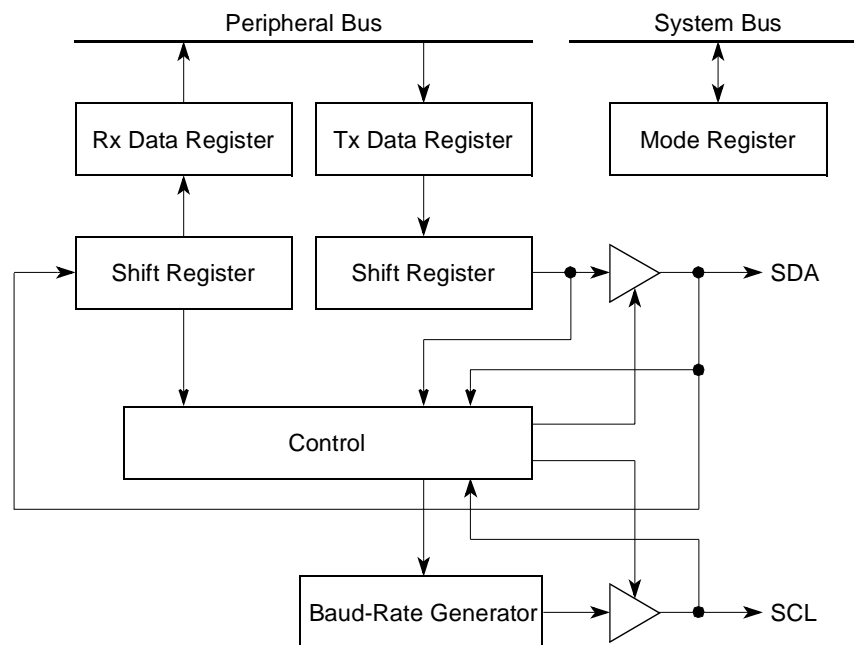 Peripheral Bus
System Bus
Rx Data Register
Tx Data Register
Mode Register
Shift Register
Shift Register
SDA
Control
Baud-Rate Generator
SCL